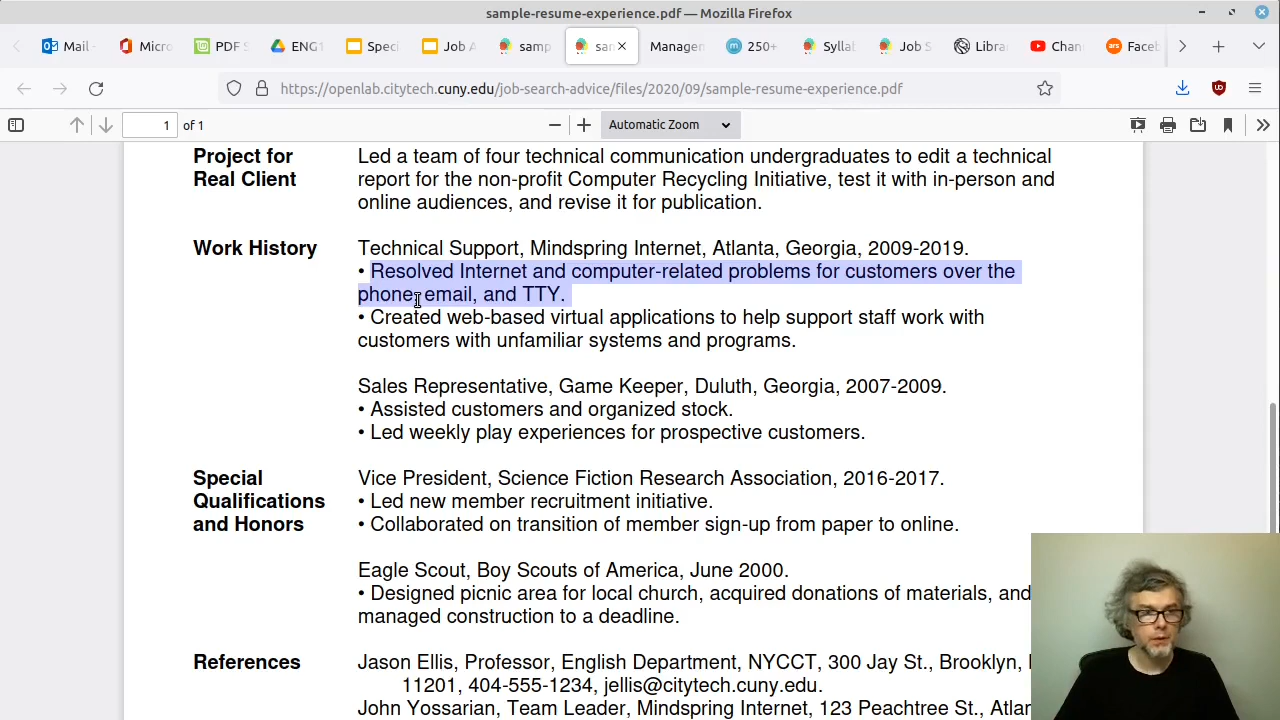 sample-resume-experience.pdf — Mozilla Firefox
Mail
Micro
PDF S
ENG1
Speci
Job A
samp
san
Manager
250+
Syllal
Job S
Libra
Chan
Faceb
https://openlab.citytech.cuny.edu/job-search-advice/files/2020/09/sample-resume-experience.pdf
1 of 1
Automatic Zoom
Project for Led a team of four technical communication undergraduates to edit a technical
Real Client report for the non-profit Computer Recycling Initiative, test it with in-person and
online audiences, and revise it for publication.
Work History Technical Support, Mindspring Internet, Atlanta, Georgia, 2009-2019.
• Resolved Internet and computer-related problems for customers over the
phone, email, and TTY.
• Created web-based virtual applications to help support staff work with
customers with unfamiliar systems and programs.
Sales Representative, Game Keeper, Duluth, Georgia, 2007-2009.
• Assisted customers and organized stock.
• Led weekly play experiences for prospective customers.
Special Vice President, Science Fiction Research Association, 2016-2017.
Qualifications • Led new member recruitment initiative.
and Honors • Collaborated on transition of member sign-up from paper to online.
Eagle Scout, Boy Scouts of America, June 2000.
• Designed picnic area for local church, acquired donations of materials, and
managed construction to a deadline.
References Jason Ellis, Professor, English Department, NYCCT, 300 Jay St., Brooklyn,
11201, 404-555-1234, jellis@citytech.cuny.edu.
John Yossarian, Team Leader, Mindspring Internet, 123 Peachtree St., Atlan